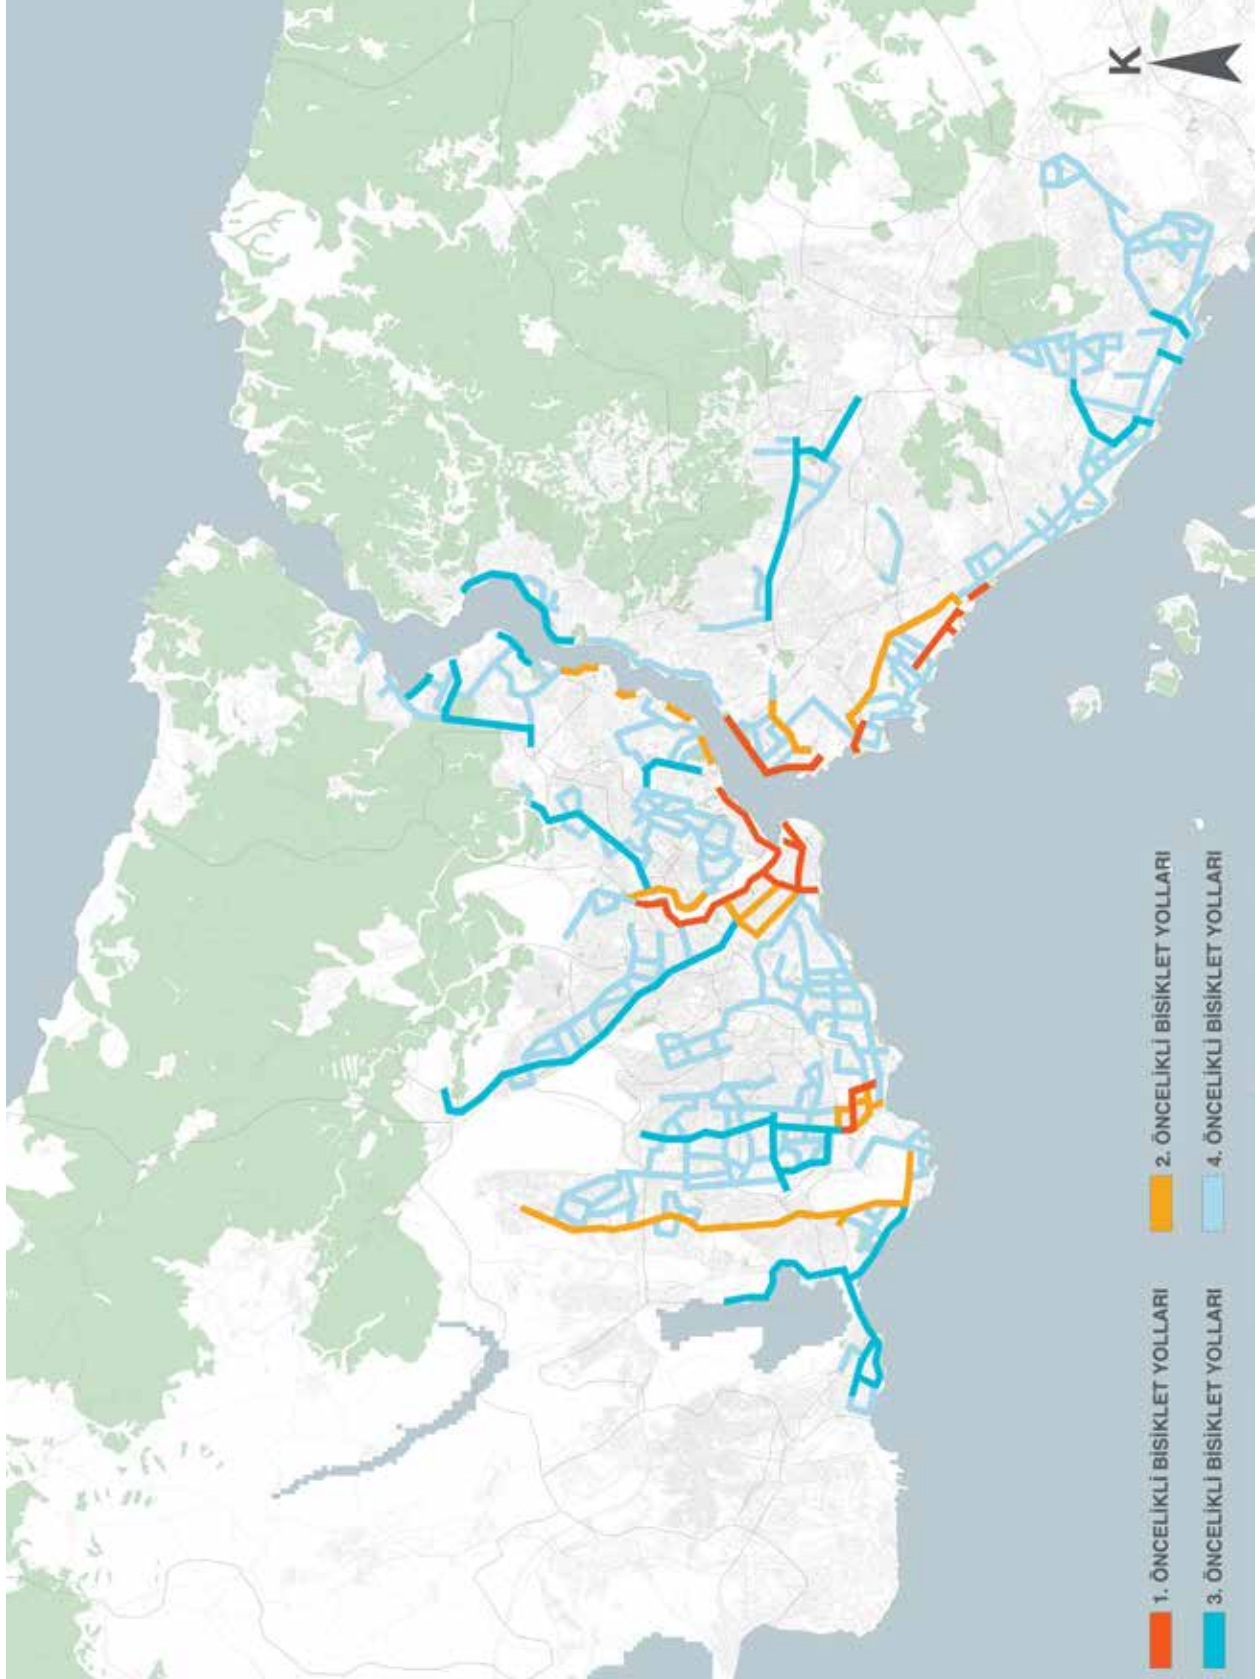 K
1. ÖNCELİKLİ BİSİKLET YOLLARI
2. ÖNCELİKLİ BİSİKLET YOLLARI
3. ÖNCELİKLİ BİSİKLET YOLLARI
4. ÖNCELİKLİ BİSİKLET YOLLARI